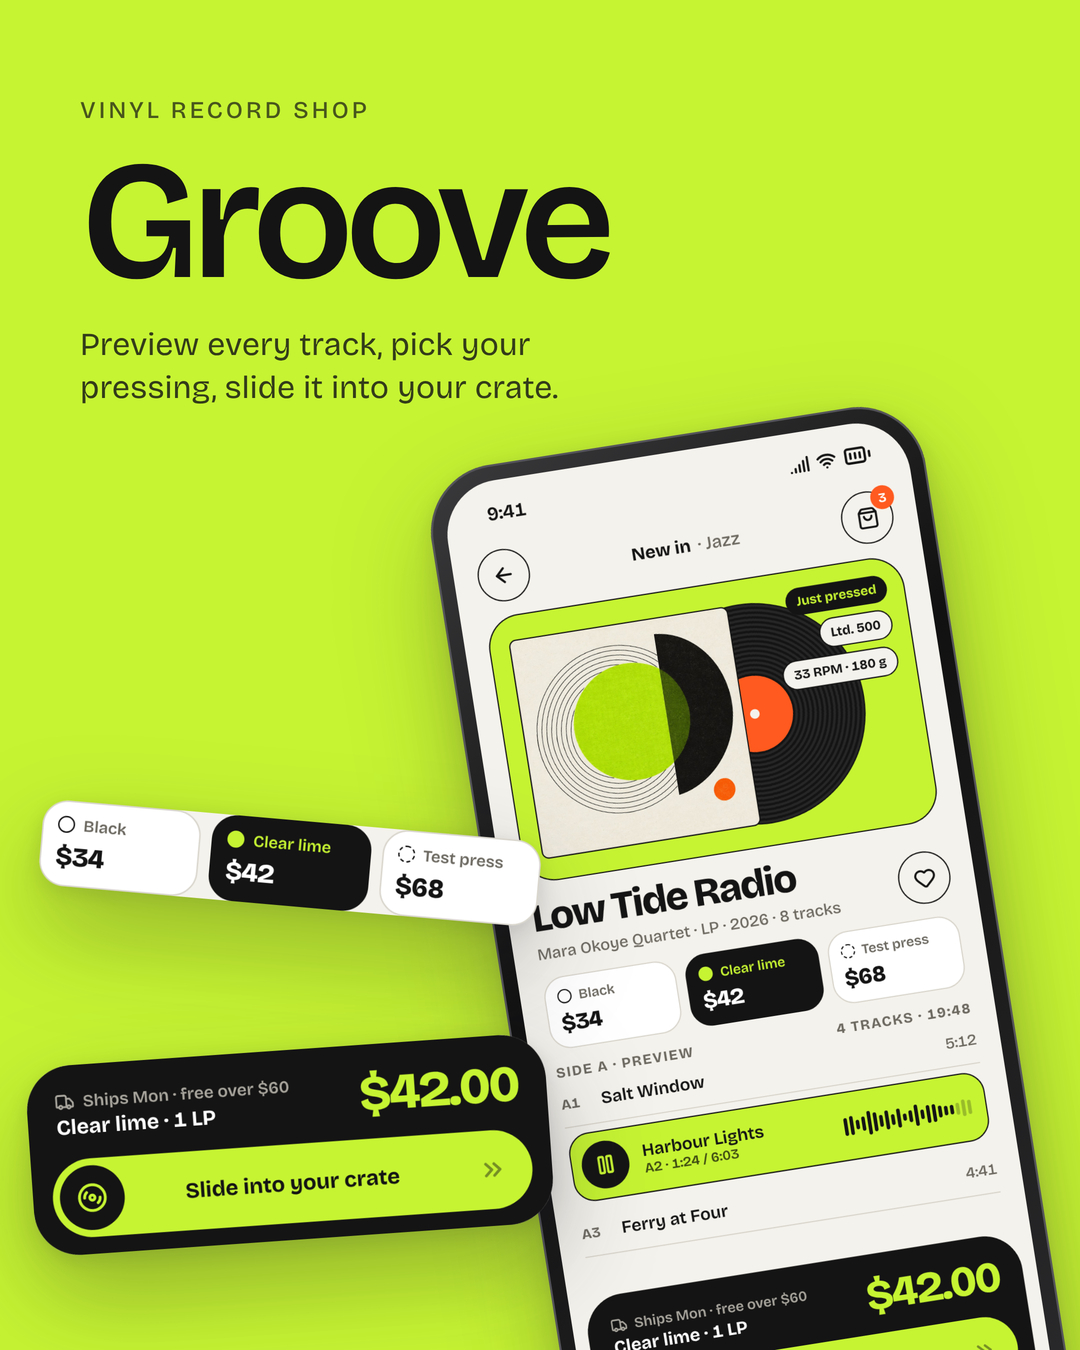 VINYL RECORD SHOP
Groove
Preview every track, pick your
pressing, slide it into your crate.
9:41
3
New in · Jazz
Just pressed
Ltd. 500
33 RPM · 180 g
Black
$34
Clear lime
$42
Test press
$68
Low Tide Radio
Mara Okoye Quartet · LP · 2026 · 8 tracks
Black
$34
Clear lime
$42
Test press
$68
SIDE A · PREVIEW
4 TRACKS · 19:48
A1 Salt Window 5:12
Harbour Lights
A2 · 1:24 / 6:03
A3 Ferry at Four 4:41
Ships Mon · free over $60
Clear lime · 1 LP
$42.00
Slide into your crate
Ships Mon · free over $60
Clear lime · 1 LP
$42.00